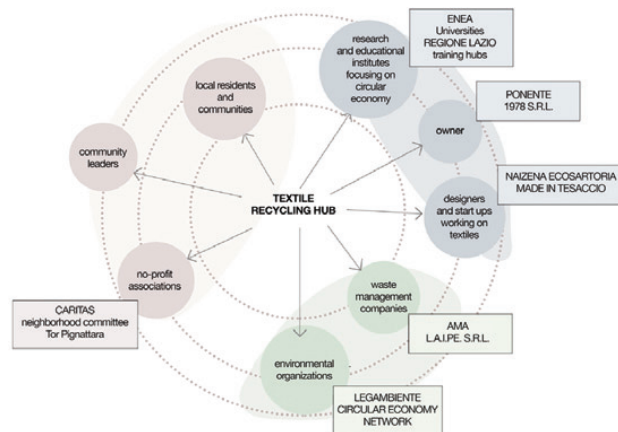 ENEA
Universities
REGIONE LAZIO
training hubs
research
and educational
institutes
focusing on
circular
economy
PONENTE
1978 S.R.L.
owner
local residents
and
communities
community
leaders
NAIZENA ECOSARTORIA
MADE IN TESACCIO
TEXTILE
RECYCLING HUB
designers
and start ups
working on
textiles
no-profit
associations
waste
management
companies
CARITAS
neighborhood committee
Tor Pignattara
AMA
L.A.I.PE. S.R.L.
environmental
organizations
LEGAMBIENTE
CIRCULAR ECONOMY
NETWORK